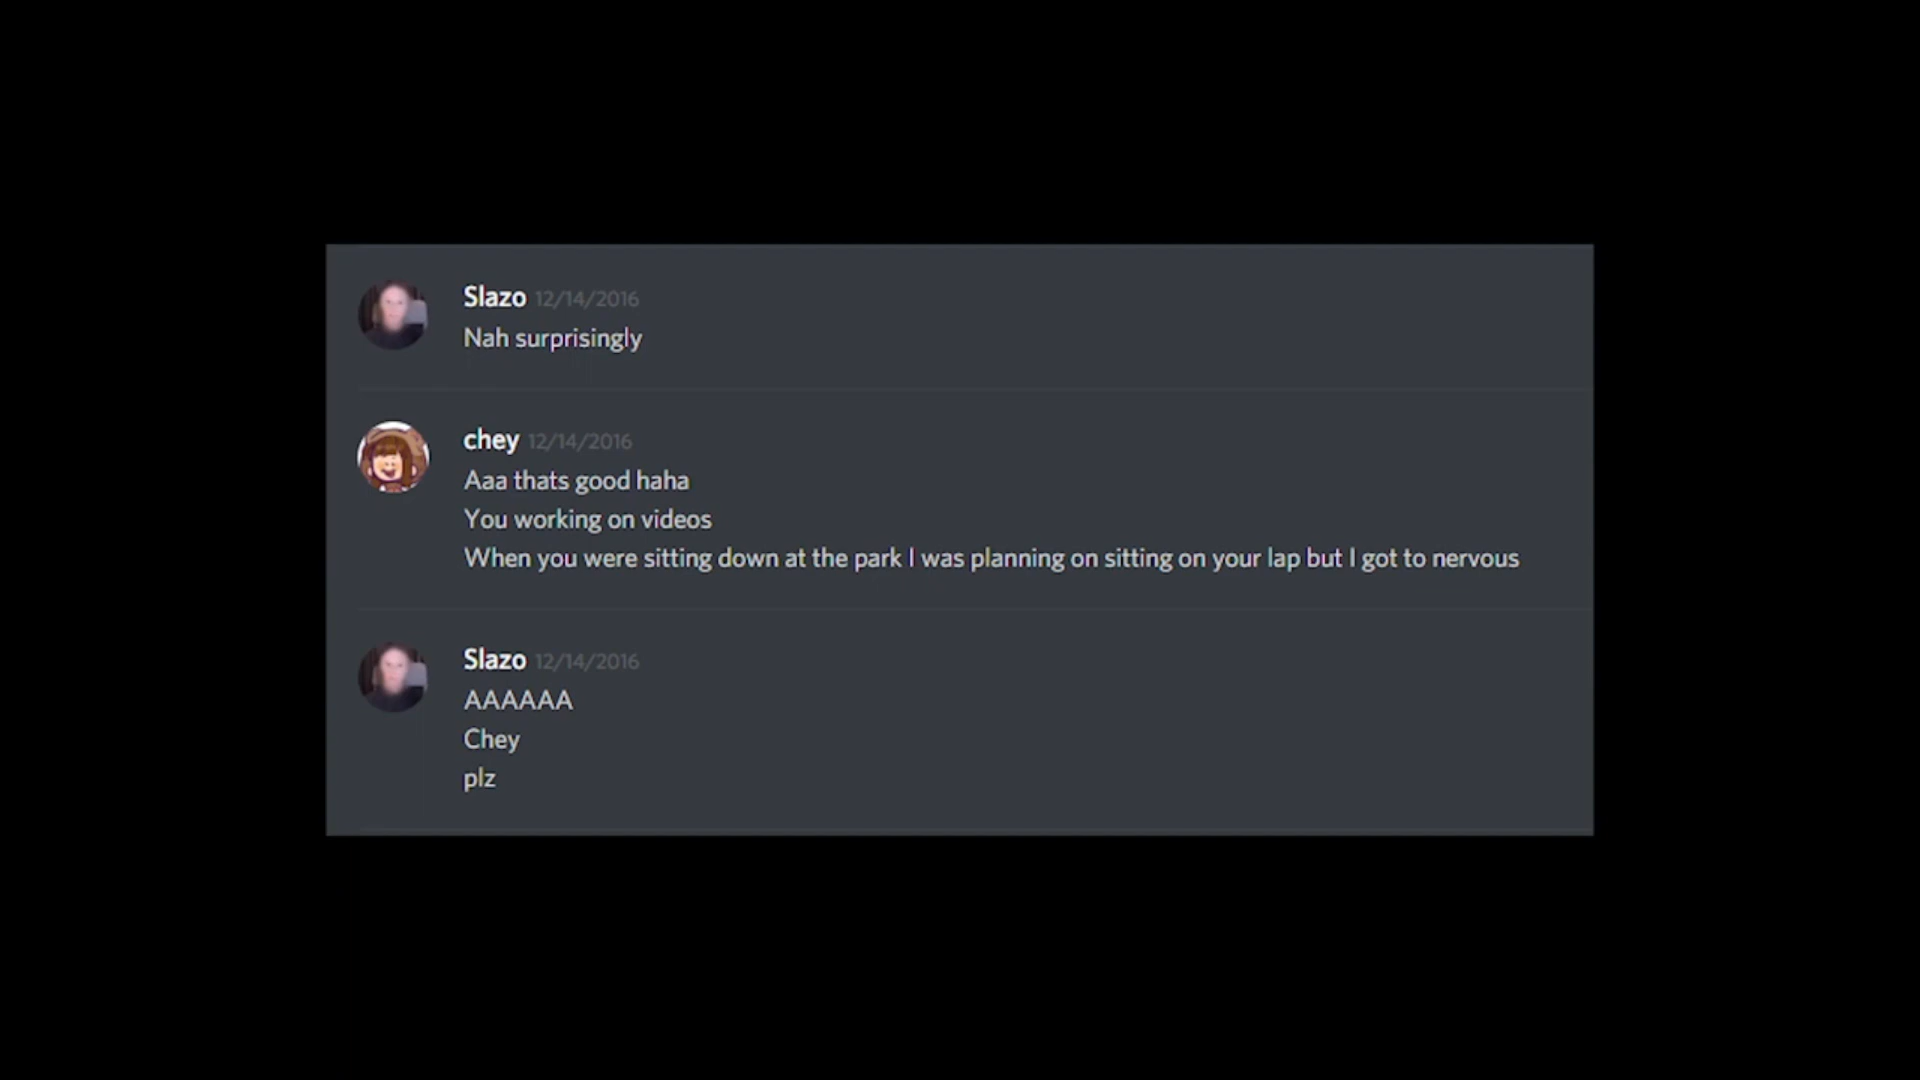 Slazo 12/14/2016
Nah surprisingly
chey 12/14/2016
Aaa thats good haha
You working on videos
When you were sitting down at the park I was planning on sitting on your lap but I got to nervous
Slazo 12/14/2016
AAAAAA
Chey
plz